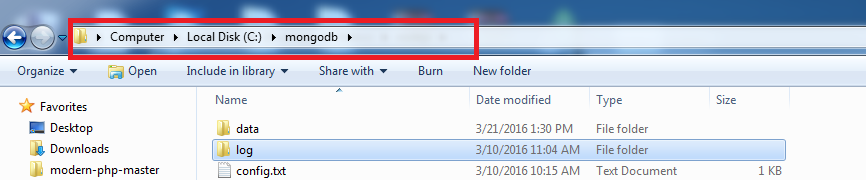 Computer Local Disk (C:) mongodb
Organize Open Include in library Share with Burn New folder
Favorites
Desktop
Downloads
modern-php-master
Name Date modified Type Size
data 3/21/2016 1:30 PM File folder
log 3/10/2016 11:04 AM File folder
config.txt 3/10/2016 10:15 AM Text Document 1 KB